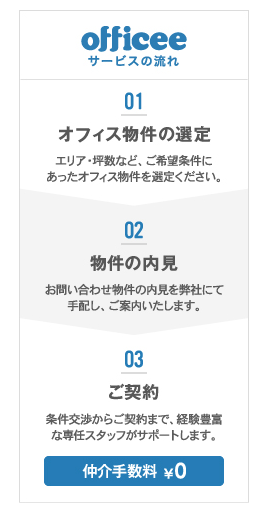 officee
サービスの流れ
01
オフィス物件の選定
エリア・坪数など、ご希望条件に
あったオフィス物件を選定ください。
02
物件の内見
お問い合わせ物件の内見を弊社にて
手配し、ご案内いたします。
03
ご契約
条件交渉からご契約まで、経験豊富
な専任スタッフがサポートします。
仲介手数料 ¥0